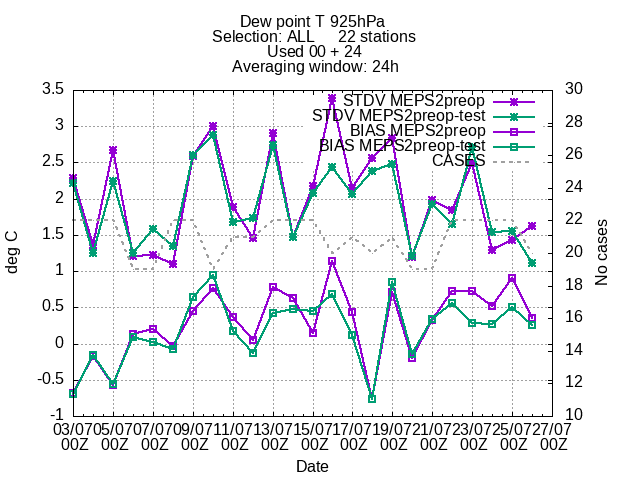 Dew point T 925hPa
Selection: ALL 22 stations
Used 00 + 24
Averaging window: 24h
STDV MEPS2preop
STDV MEPS2preop-test
BIAS MEPS2preop
BIAS MEPS2preop-test
CASES
3.5
3
2.5
2
1.5
1
0.5
0
-0.5
-1
deg C
30
28
26
24
22
20
18
16
14
12
10
No cases
03/07 05/07 07/07 09/07 11/07 13/07 15/07 17/07 19/07 21/07 23/07 25/07 27/07
00Z 00Z 00Z 00Z 00Z 00Z 00Z 00Z 00Z 00Z 00Z 00Z 00Z
Date